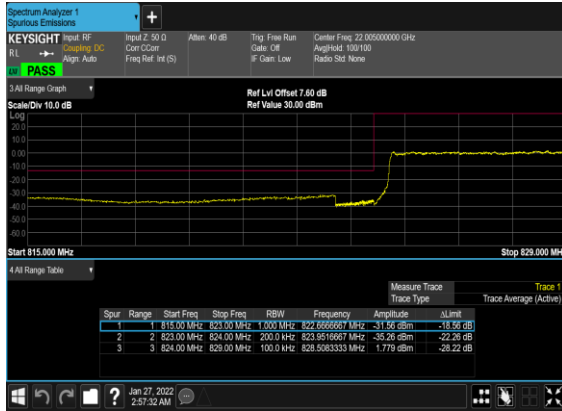 Spectrum Analyzer 1
Spurious Emissions
+
KEYSIGHT Input: RF Input Z: 50 Ω Atten: 40 dB Trig: Free Run Center Freq: 22.005000000 GHz
RL Coupling: DC Corr CCorr Gate: Off Avg|Hold: 100/100
Align: Auto Freq Ref: Int (S) IF Gain: Low Radio Std: None
PASS
3 All Range Graph
Ref Lvl Offset 7.60 dB
Scale/Div 10.0 dB Ref Value 30.00 dBm
Log
20.0
10.0
0.00
-10.0
-20.0
-30.0
-40.0
-50.0
-60.0
Start 815.000 MHz Stop 829.000 MHz
4 All Range Table
Measure Trace Trace 1
Trace Type Trace Average (Active)
Spur Range Start Freq Stop Freq RBW Frequency Amplitude ΔLimit
1 1 815.00 MHz 823.00 MHz 1.000 MHz 822.6666667 MHz -31.56 dBm -18.56 dB
2 2 823.00 MHz 824.00 MHz 200.0 kHz 823.9516667 MHz -35.26 dBm -22.26 dB
3 3 824.00 MHz 829.00 MHz 100.0 kHz 828.5083333 MHz 1.779 dBm -28.22 dB
? Jan 27, 2022
2:57:32 AM